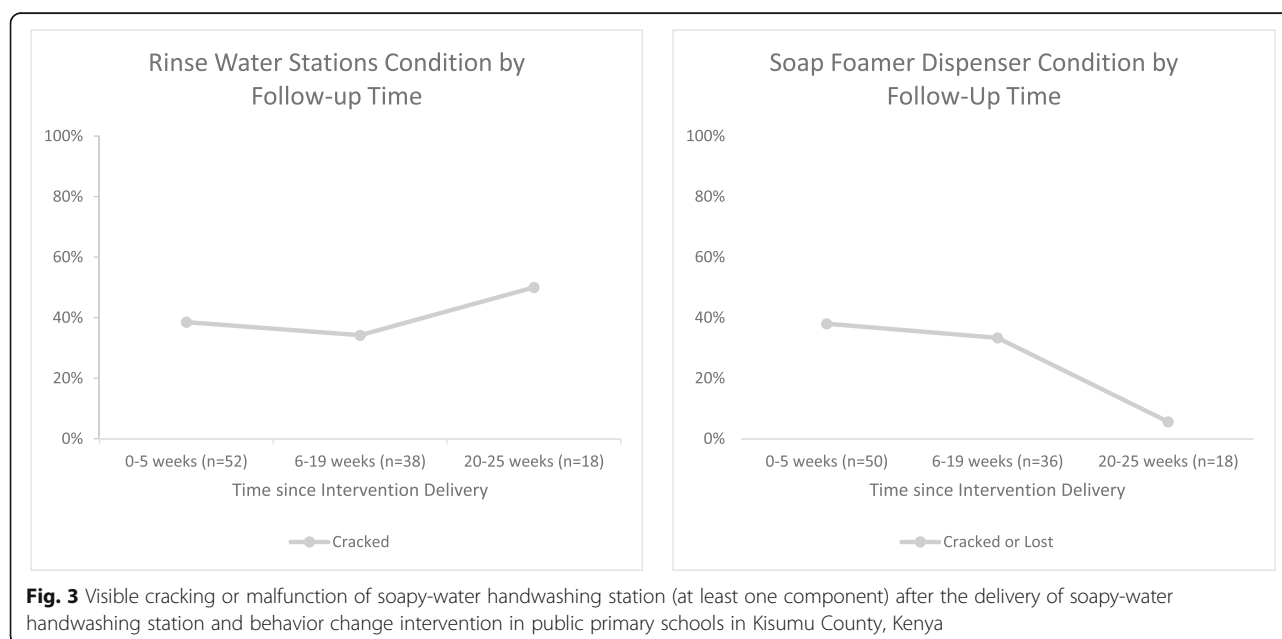 Rinse Water Stations Condition by
Follow-up Time
100%
80%
60%
40%
20%
0%
0-5 weeks (n=52)
6-19 weeks (n=38)
20-25 weeks (n=18)
Time since Intervention Delivery
Cracked
Soap Foamer Dispenser Condition by
Follow-Up Time
100%
80%
60%
40%
20%
0%
0-5 weeks (n=50)
6-19 weeks (n=36)
20-25 weeks (n=18)
Time since Intervention Delivery
Cracked or Lost
Fig. 3 Visible cracking or malfunction of soapy-water handwashing station (at least one component) after the delivery of soapy-water
handwashing station and behavior change intervention in public primary schools in Kisumu County, Kenya